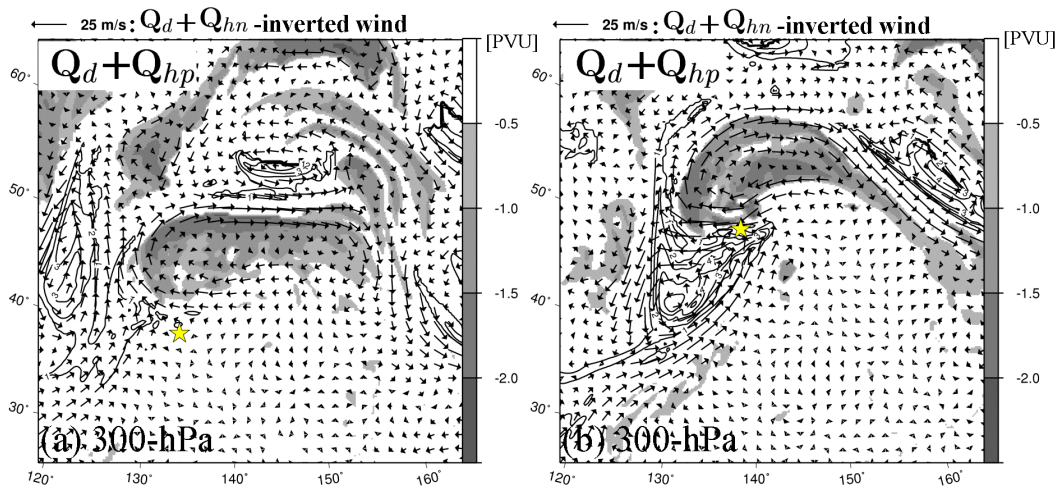 25 m/s : Q_d + Q_hn -inverted wind
[PVU]
Q_d + Q_hp
60°
50°
40°
30°
-0.5
-1.0
-1.5
-2.0
(a) 300-hPa
120° 130° 140° 150° 160°
25 m/s : Q_d + Q_hn -inverted wind
[PVU]
Q_d + Q_hp
60°
50°
40°
30°
-0.5
-1.0
-1.5
-2.0
(b) 300-hPa
120° 130° 140° 150° 160°